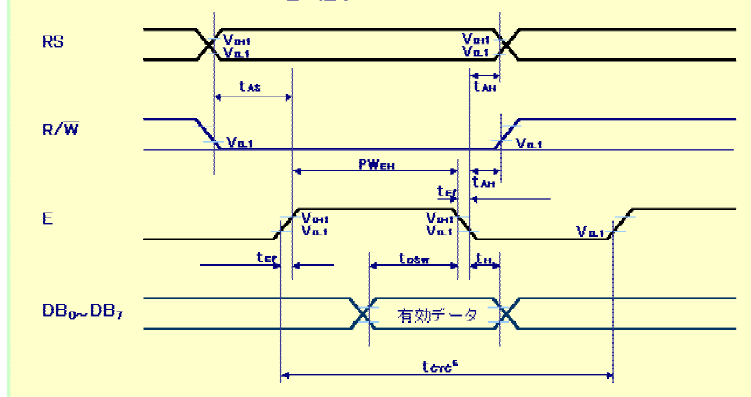 RS
VIH1
VIL1
VIH1
VIL1
tAS
tAH
R/W
VIL1
VIL1
PWEH
tAH
tEf
E
VIH1
VIL1
VIH1
VIL1
VIL1
tEr
tDSW
tH
DB0~DB7
有効データ
tcycE